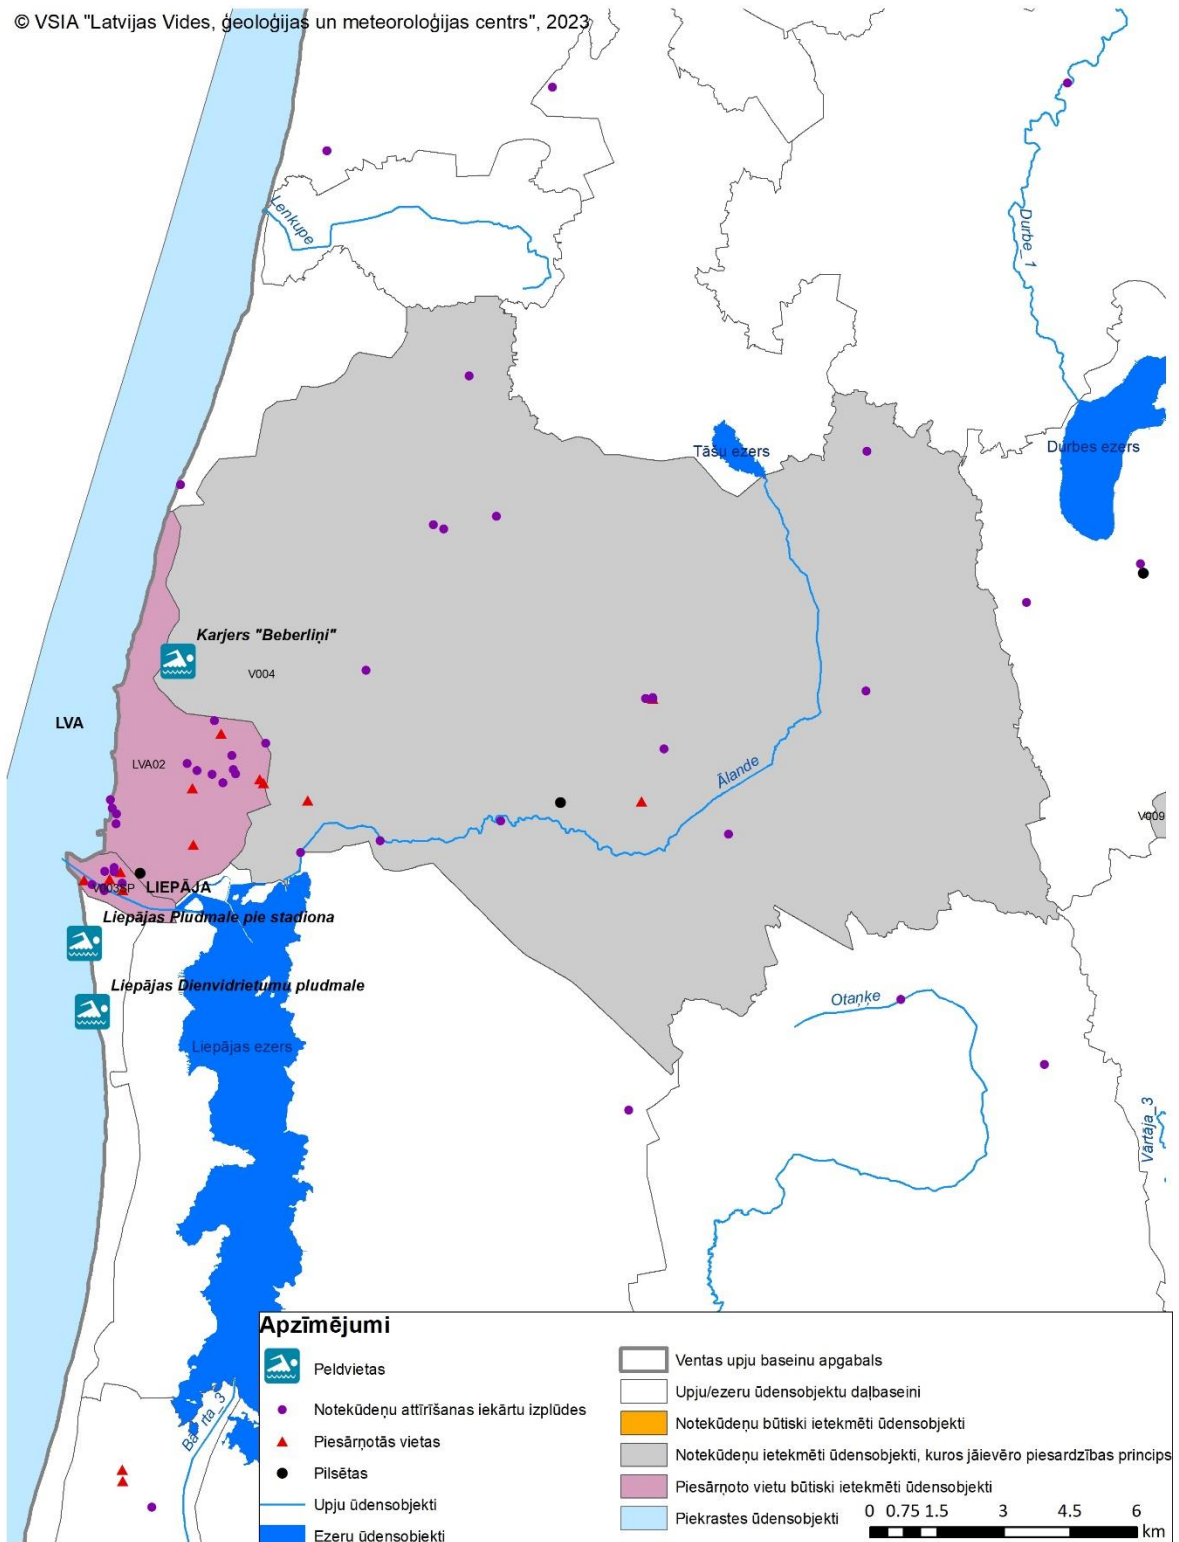 © VSIA "Latvijas Vides, ģeoloģijas un meteoroloģijas centrs", 2023
Lenkupe
Durbe_1
Tāšu ezers
Durbes ezers
Karjers "Beberliņi"
V004
LVA
LVA02
Ālande
V003SP
LIEPĀJA
Liepājas Pludmale pie stadiona
Liepājas Dienvidrietumu pludmale
Otaņķe
Liepājas ezers
Vārtāja_3
Apzīmējumi
Peldvietas
Notekūdeņu attīrīšanas iekārtu izplūdes
Piesārņotās vietas
Pilsētas
Upju ūdensobjekti
Ezeru ūdensobjekti
Ventas upju baseinu apgabals
Upju/ezeru ūdensobjektu daļbaseini
Notekūdeņu būtiski ietekmēti ūdensobjekti
Notekūdeņu ietekmēti ūdensobjekti, kuros jāievēro piesardzības princips
Piesārņoto vietu būtiski ietekmēti ūdensobjekti
Piekrastes ūdensobjekti
0 0.75 1.5 3 4.5 6
km